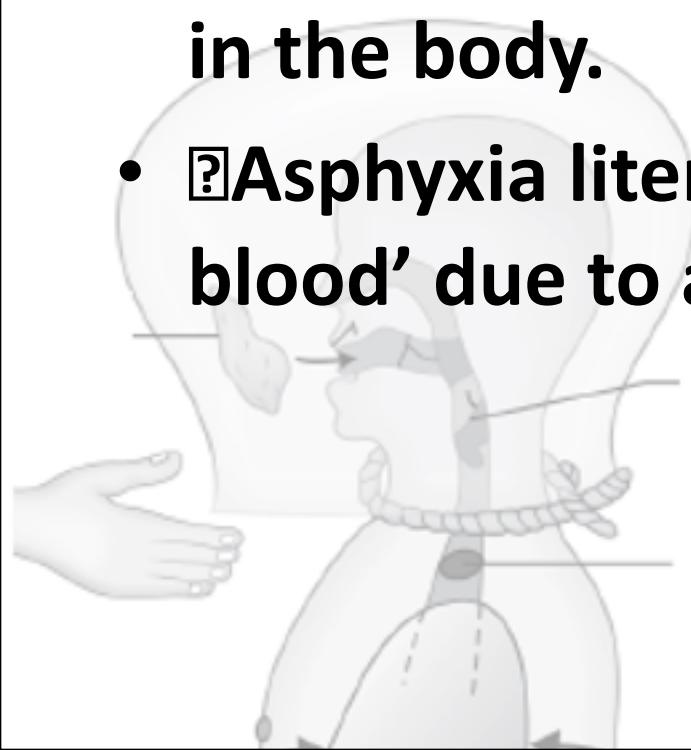 in the body.
• Asphyxia liter
blood’ due to a